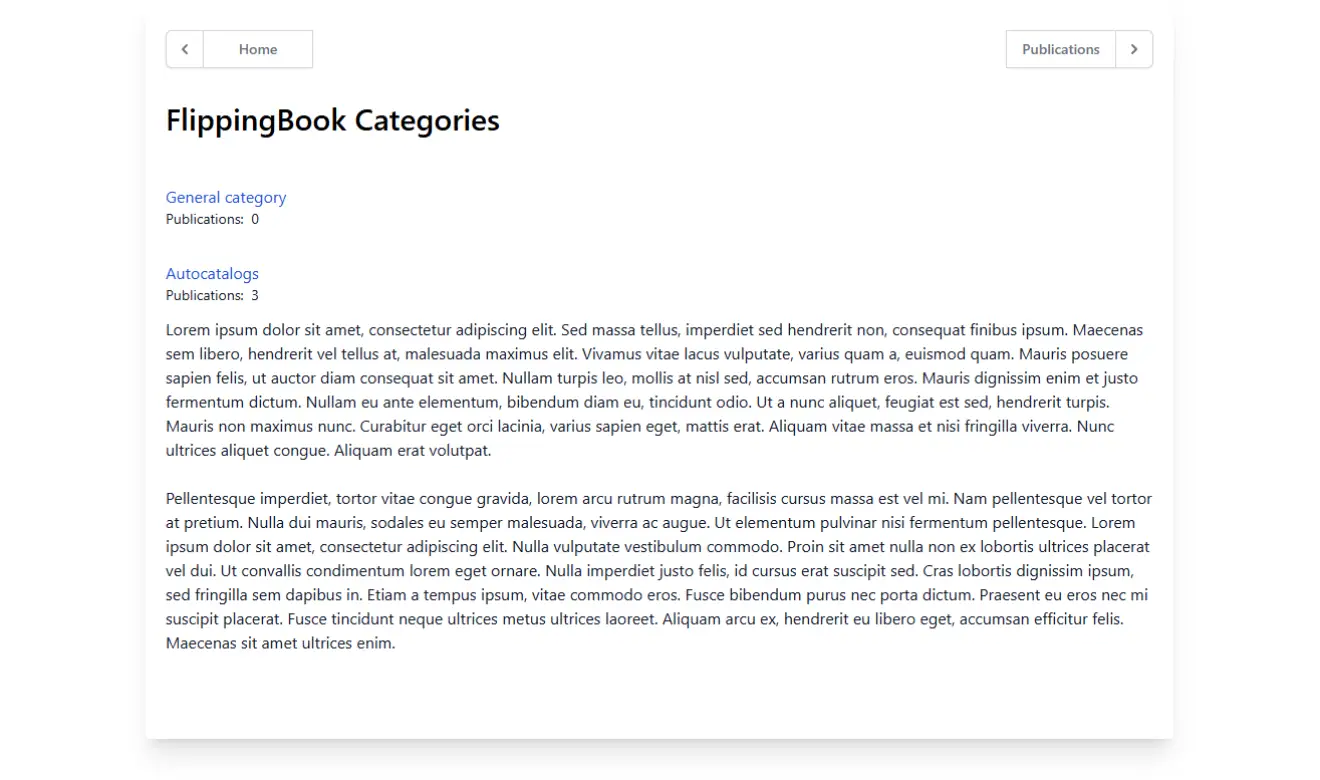 Home
Publications
FlippingBook Categories
General category
Publications: 0
Autocatalogs
Publications: 3
Lorem ipsum dolor sit amet, consectetur adipiscing elit. Sed massa tellus, imperdiet sed hendrerit non, consequat finibus ipsum. Maecenas
sem libero, hendrerit vel tellus at, malesuada maximus elit. Vivamus vitae lacus vulputate, varius quam a, euismod quam. Mauris posuere
sapien felis, ut auctor diam consequat sit amet. Nullam turpis leo, mollis at nisl sed, accumsan rutrum eros. Mauris dignissim enim et justo
fermentum dictum. Nullam eu ante elementum, bibendum diam eu, tincidunt odio. Ut a nunc aliquet, feugiat est sed, hendrerit turpis.
Mauris non maximus nunc. Curabitur eget orci lacinia, varius sapien eget, mattis erat. Aliquam vitae massa et nisi fringilla viverra. Nunc
ultrices aliquet congue. Aliquam erat volutpat.
Pellentesque imperdiet, tortor vitae congue gravida, lorem arcu rutrum magna, facilisis cursus massa est vel mi. Nam pellentesque vel tortor
at pretium. Nulla dui mauris, sodales eu semper malesuada, viverra ac augue. Ut elementum pulvinar nisi fermentum pellentesque. Lorem
ipsum dolor sit amet, consectetur adipiscing elit. Nulla vulputate vestibulum commodo. Proin sit amet nulla non ex lobortis ultrices placerat
vel dui. Ut convallis condimentum lorem eget ornare. Nulla imperdiet justo felis, id cursus erat suscipit sed. Cras lobortis dignissim ipsum,
sed fringilla sem dapibus in. Etiam a tempus ipsum, vitae commodo eros. Fusce bibendum purus nec porta dictum. Praesent eu eros nec mi
suscipit placerat. Fusce tincidunt neque ultrices metus ultrices laoreet. Aliquam arcu ex, hendrerit eu libero eget, accumsan efficitur felis.
Maecenas sit amet ultrices enim.